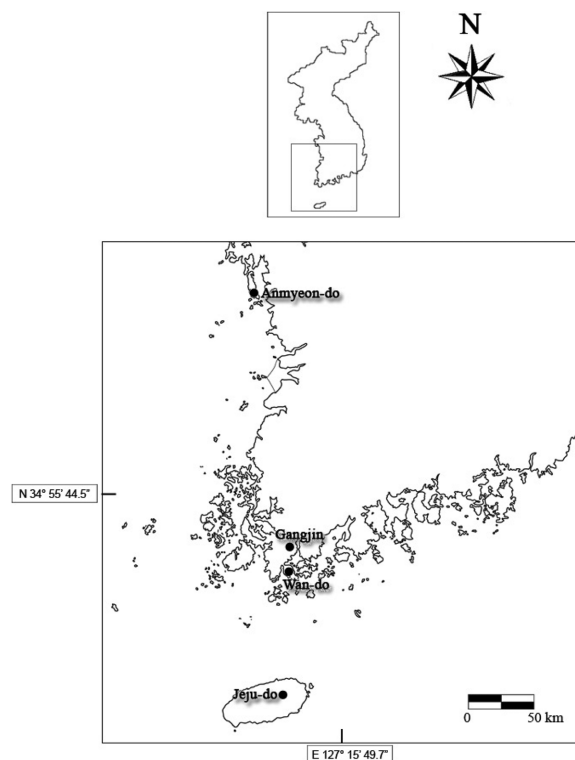 N
Anmyeon-do
N 34° 55' 44.5"
Gangjin
Wan-do
Jeju-do
0 50 km
E 127° 15' 49.7"